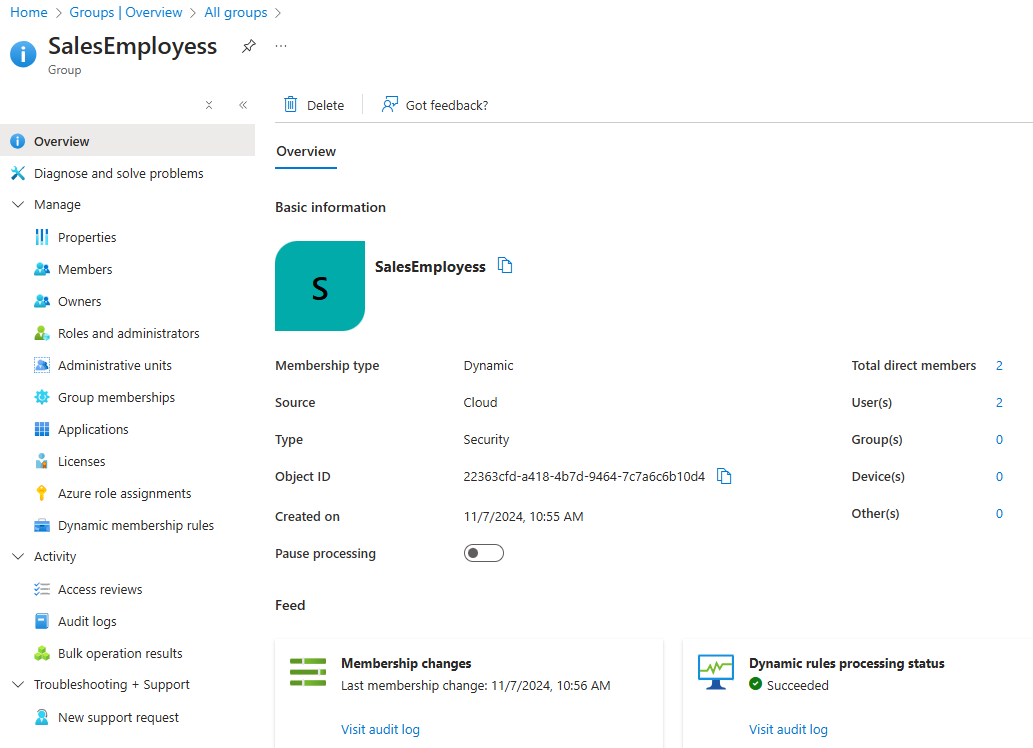 Home > Groups | Overview > All groups >
SalesEmployess ...
Group
Delete
Got feedback?
Overview
Diagnose and solve problems
Manage
Properties
Members
Owners
Roles and administrators
Administrative units
Group memberships
Applications
Licenses
Azure role assignments
Dynamic membership rules
Activity
Access reviews
Audit logs
Bulk operation results
Troubleshooting + Support
New support request
Overview
Basic information
S
SalesEmployess
Membership type Dynamic
Source Cloud
Type Security
Object ID 22363cfd-a418-4b7d-9464-7c7a6c6b10d4
Created on 11/7/2024, 10:55 AM
Pause processing
Total direct members 2
User(s) 2
Group(s) 0
Device(s) 0
Other(s) 0
Feed
Membership changes
Last membership change: 11/7/2024, 10:56 AM
Visit audit log
Dynamic rules processing status
Succeeded
Visit audit log